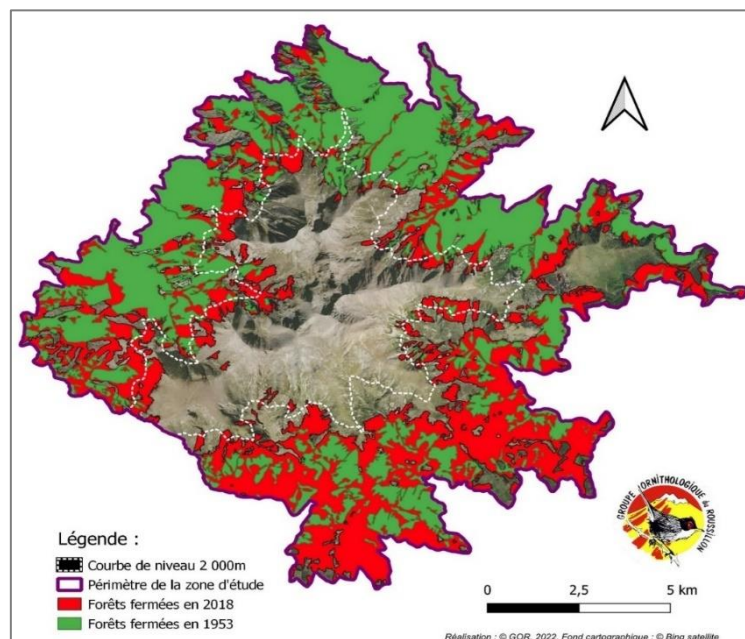 Légende :
Courbe de niveau 2 000m
Périmètre de la zone d'étude
Forêts fermées en 2018
Forêts fermées en 1953
GROUPE ORNITHOLOGIQUE du ROUSSILLON
0 2,5 5 km
Réalisation : © GOR, 2022. Fond cartographique : © Bing satellite